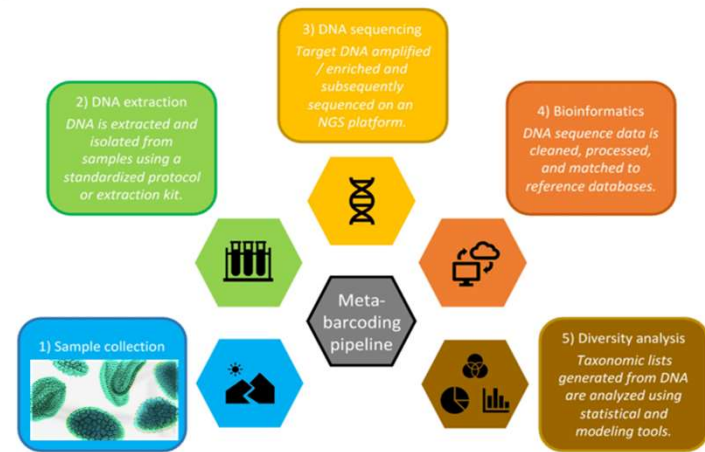 1) Sample collection
2) DNA extraction
DNA is extracted and
isolated from
samples using a
standardized protocol
or extraction kit.
3) DNA sequencing
Target DNA amplified
/ enriched and
subsequently
sequenced on an
NGS platform.
4) Bioinformatics
DNA sequence data is
cleaned, processed,
and matched to
reference databases.
5) Diversity analysis
Taxonomic lists
generated from DNA
are analyzed using
statistical and
modeling tools.
Meta-
barcoding
pipeline